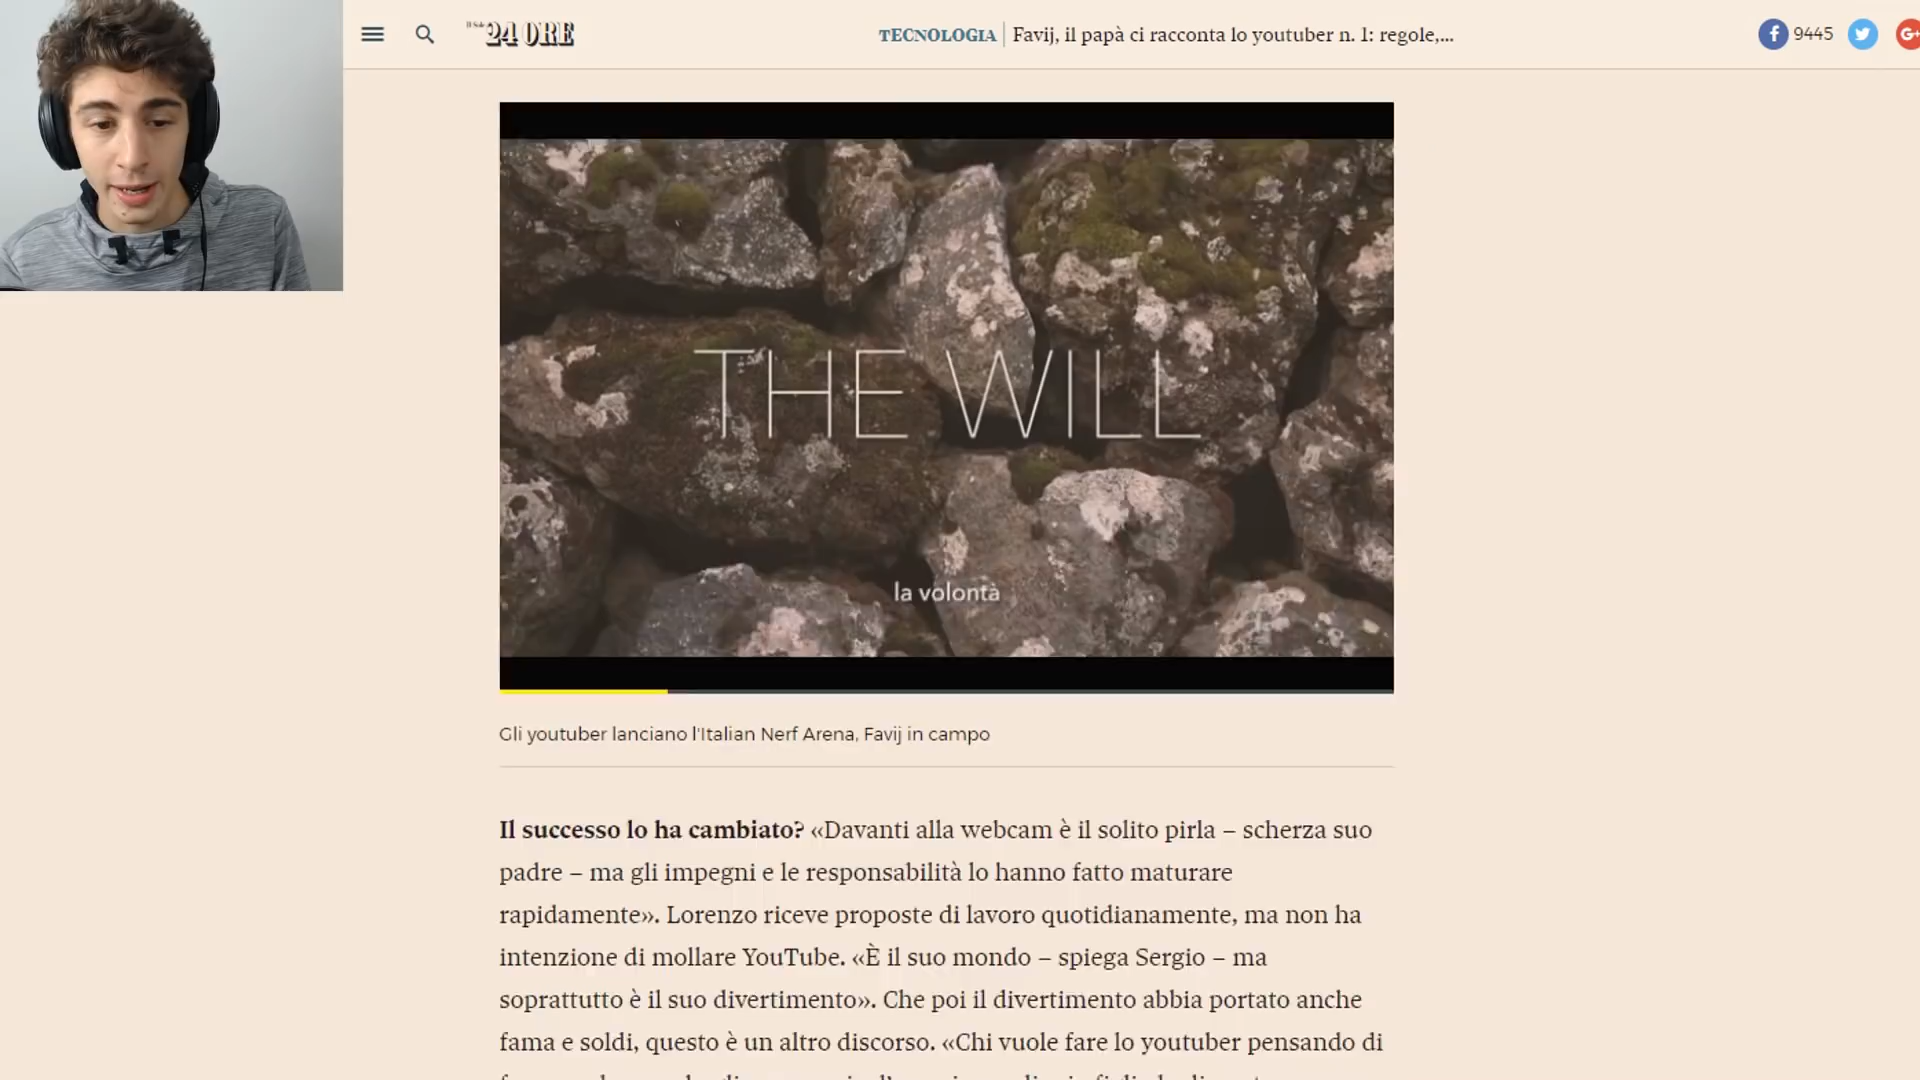 Il Sole
24 ORE
TECNOLOGIA
Favij, il papà ci racconta lo youtuber n. 1: regole,...
f
9445
G+
THE WILL
la volontà
Gli youtuber lanciano l'Italian Nerf Arena, Favij in campo
Il successo lo ha cambiato? «Davanti alla webcam è il solito pirla – scherza suo
padre – ma gli impegni e le responsabilità lo hanno fatto maturare
rapidamente». Lorenzo riceve proposte di lavoro quotidianamente, ma non ha
intenzione di mollare YouTube. «È il suo mondo – spiega Sergio – ma
soprattutto è il suo divertimento». Che poi il divertimento abbia portato anche
fama e soldi, questo è un altro discorso. «Chi vuole fare lo youtuber pensando di